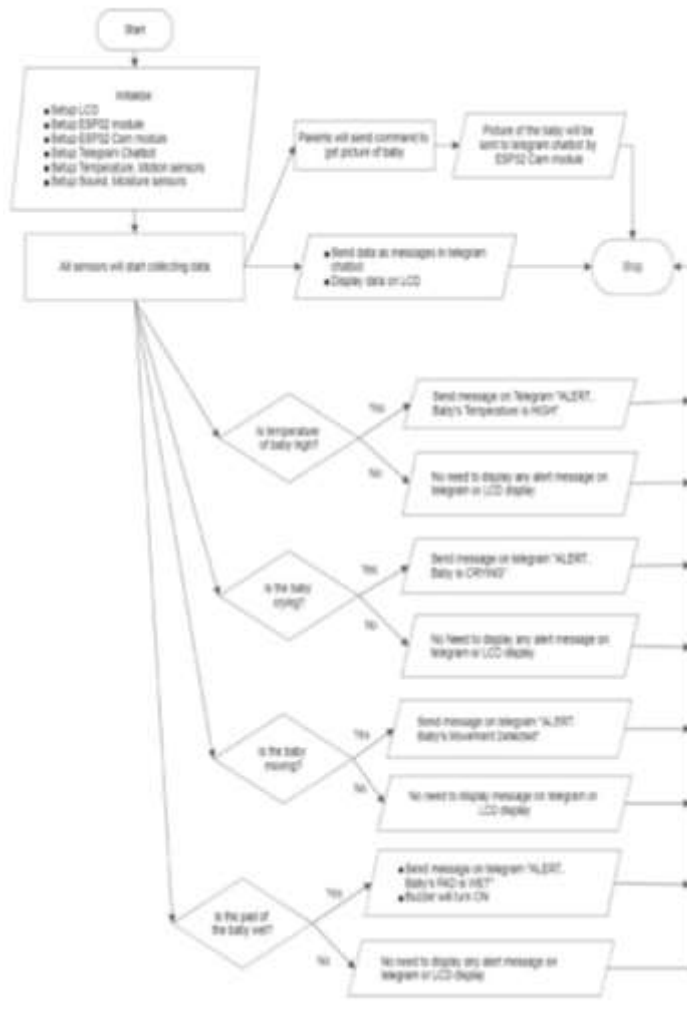 Start
Initialize
Setup LCD
Setup ESP32 module
Setup ESP32 Cam module
Setup Telegram Chatbot
Setup Temperature, Motion sensors
Setup Sound, Moisture sensors
All sensors will start collecting data
Parents will send command to
get picture of baby
Picture of the baby will be
sent to telegram chatbot by
ESP32 Cam module
Send data as messages in telegram
chatbot
Display data on LCD
Stop
Is temperature
of baby high?
Yes
Send message on Telegram "ALERT,
Baby's Temperature is HIGH"
No
No need to display any alert message on
telegram or LCD display
Is the baby
crying?
Yes
Send message on telegram "ALERT,
Baby is CRYING"
No
No Need to display any alert message on
telegram or LCD display
Is the baby
moving?
Yes
Send message on telegram "ALERT,
Baby's Movement Detected"
No
No need to display message on telegram or
LCD display
Is the pad of
the baby wet?
Yes
Send message on telegram "ALERT,
Baby's PAD is WET"
Buzzer will turn ON
No
No need to display any alert message on
telegram or LCD display